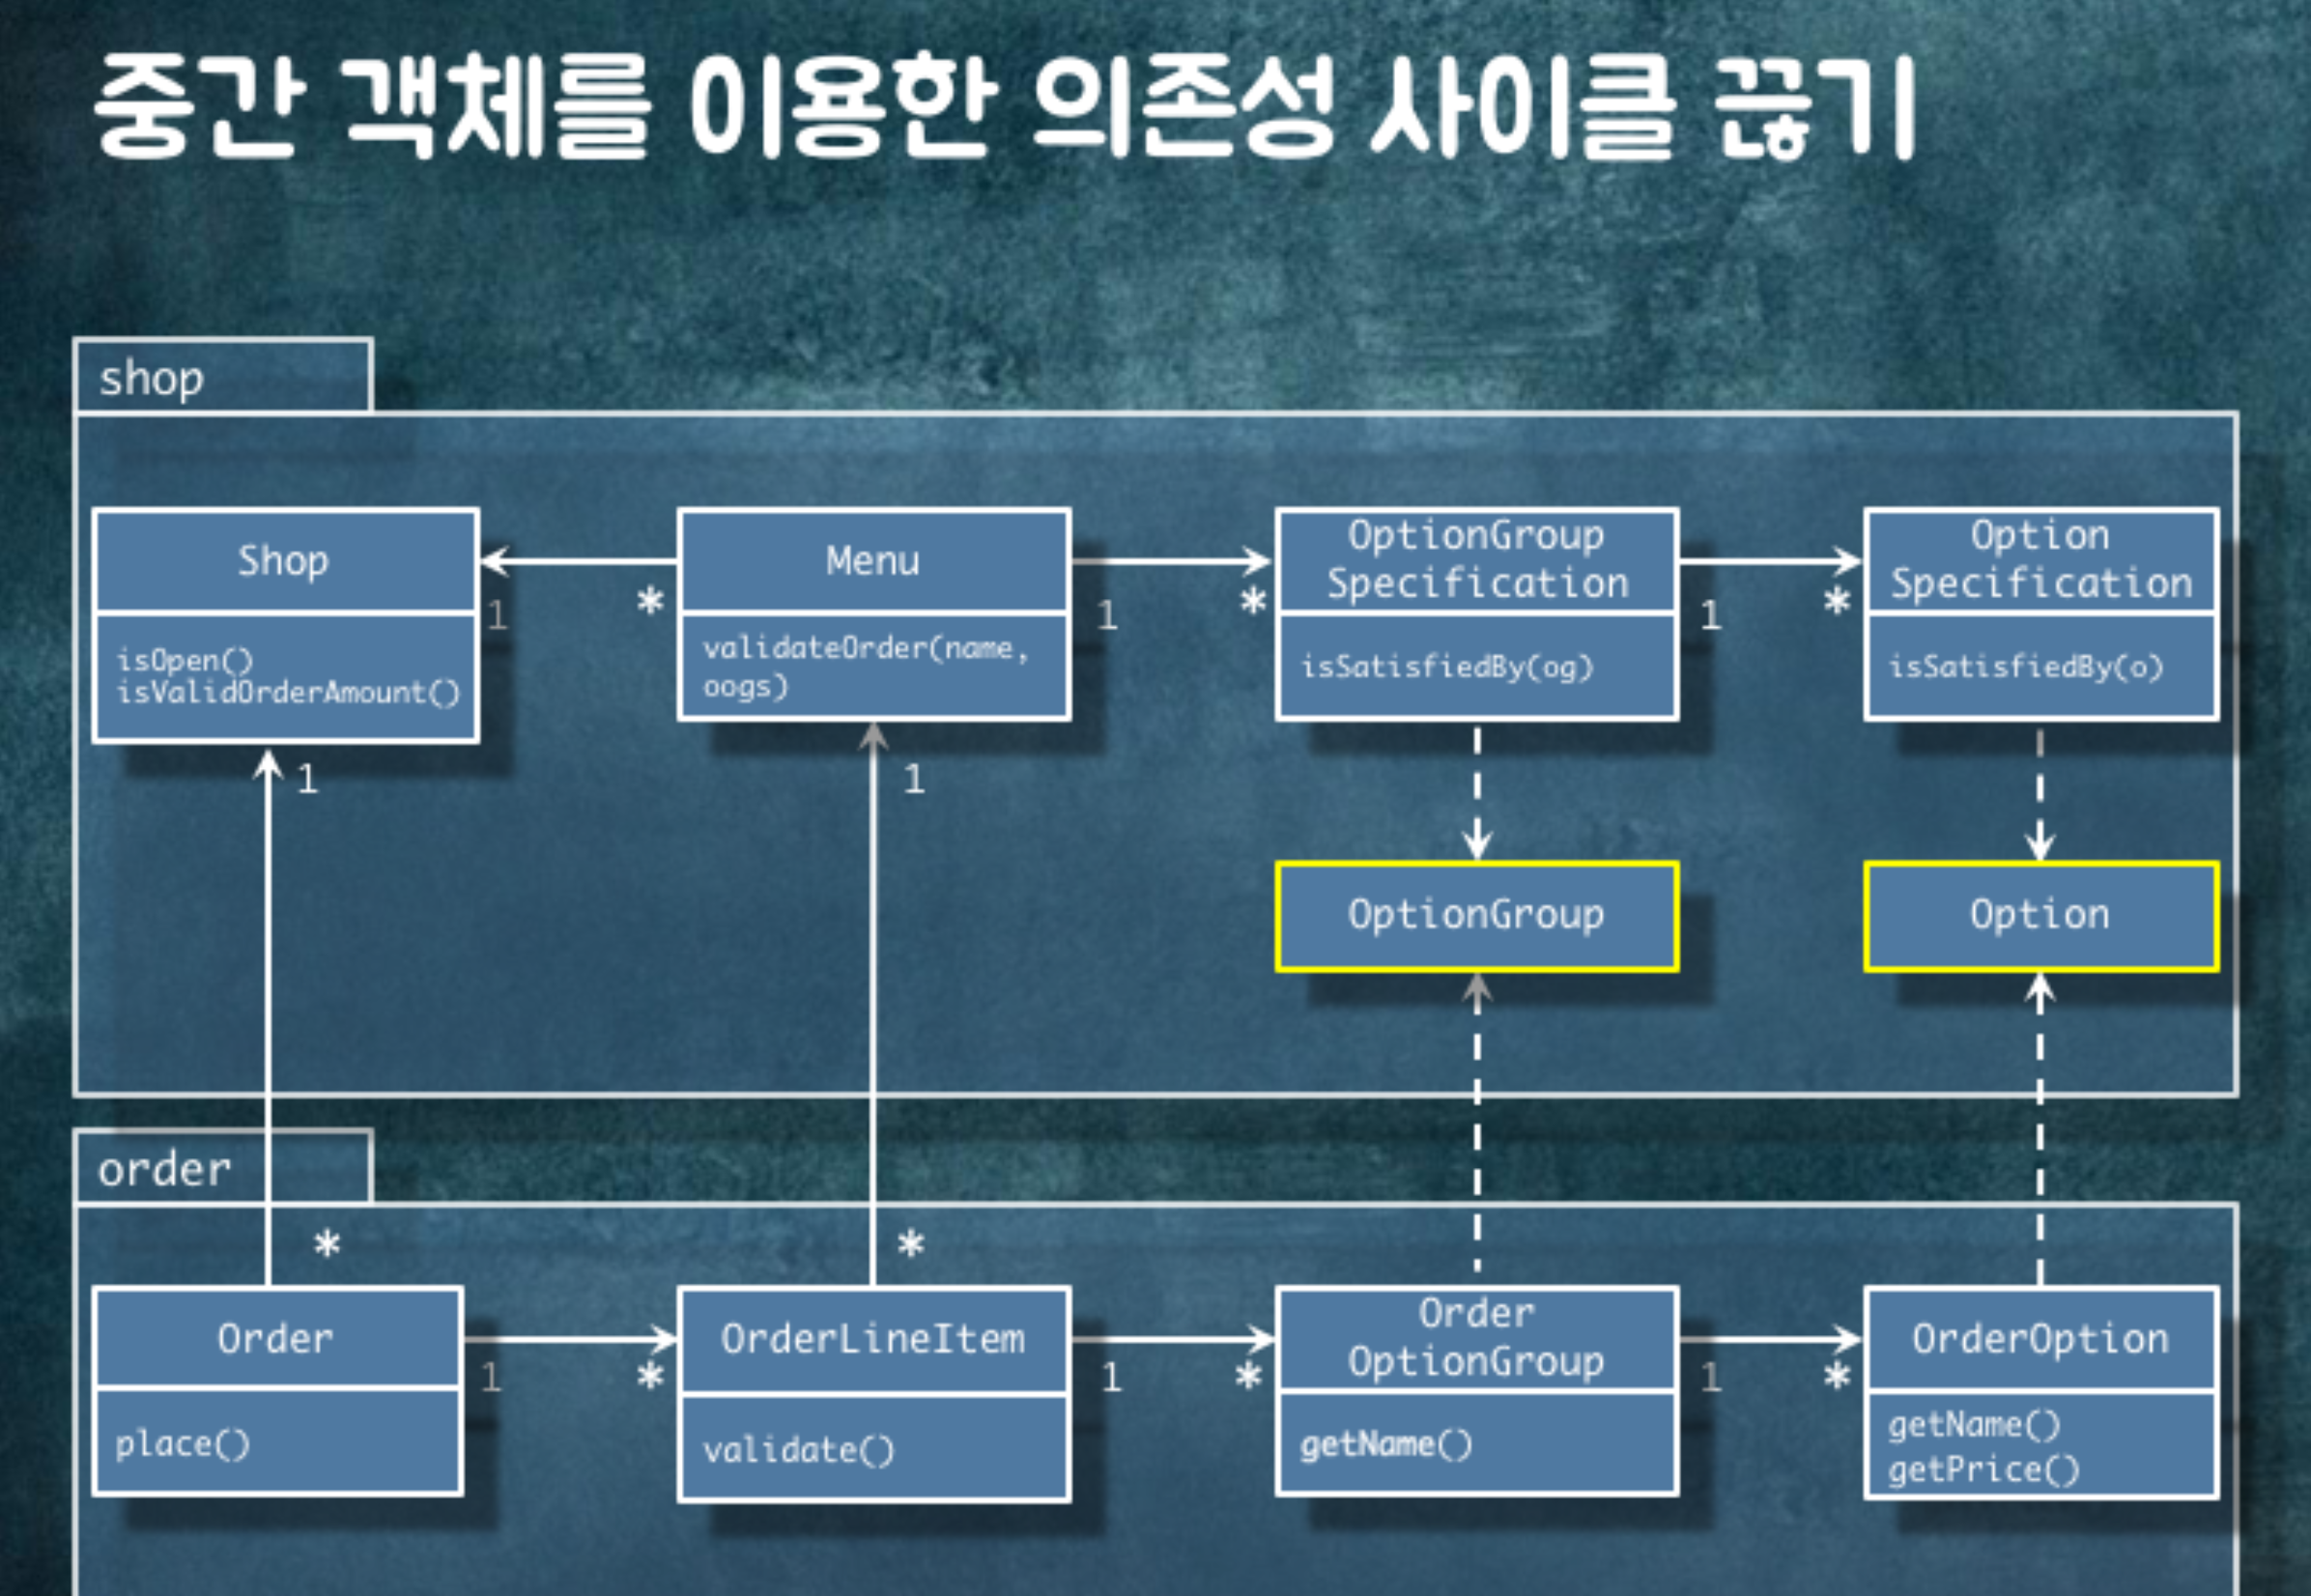 중간 객체를 이용한 의존성 사이클 끊기
shop
Shop
isOpen()
isValidOrderAmount()
1
*
Menu
validateOrder(name,
oogs)
1
*
OptionGroup
Specification
isSatisfiedBy(og)
1
*
Option
Specification
isSatisfiedBy(o)
1
1
OptionGroup
Option
order
*
*
Order
place()
1
*
OrderLineItem
validate()
1
*
Order
OptionGroup
getName()
1
*
OrderOption
getName()
getPrice()